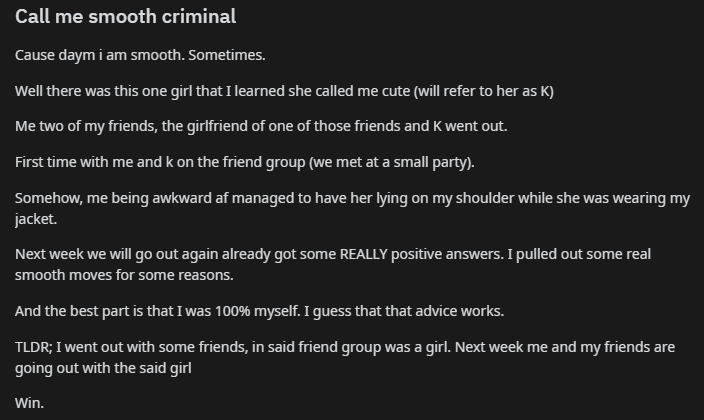 Call me smooth criminal
Cause daym i am smooth. Sometimes.
Well there was this one girl that I learned she called me cute (will refer to her as K)
Me two of my friends, the girlfriend of one of those friends and K went out.
First time with me and k on the friend group (we met at a small party).
Somehow, me being awkward af managed to have her lying on my shoulder while she was wearing my
jacket.
Next week we will go out again already got some REALLY positive answers. I pulled out some real
smooth moves for some reasons.
And the best part is that I was 100% myself. I guess that that advice works.
TLDR; I went out with some friends, in said friend group was a girl. Next week me and my friends are
going out with the said girl
Win.